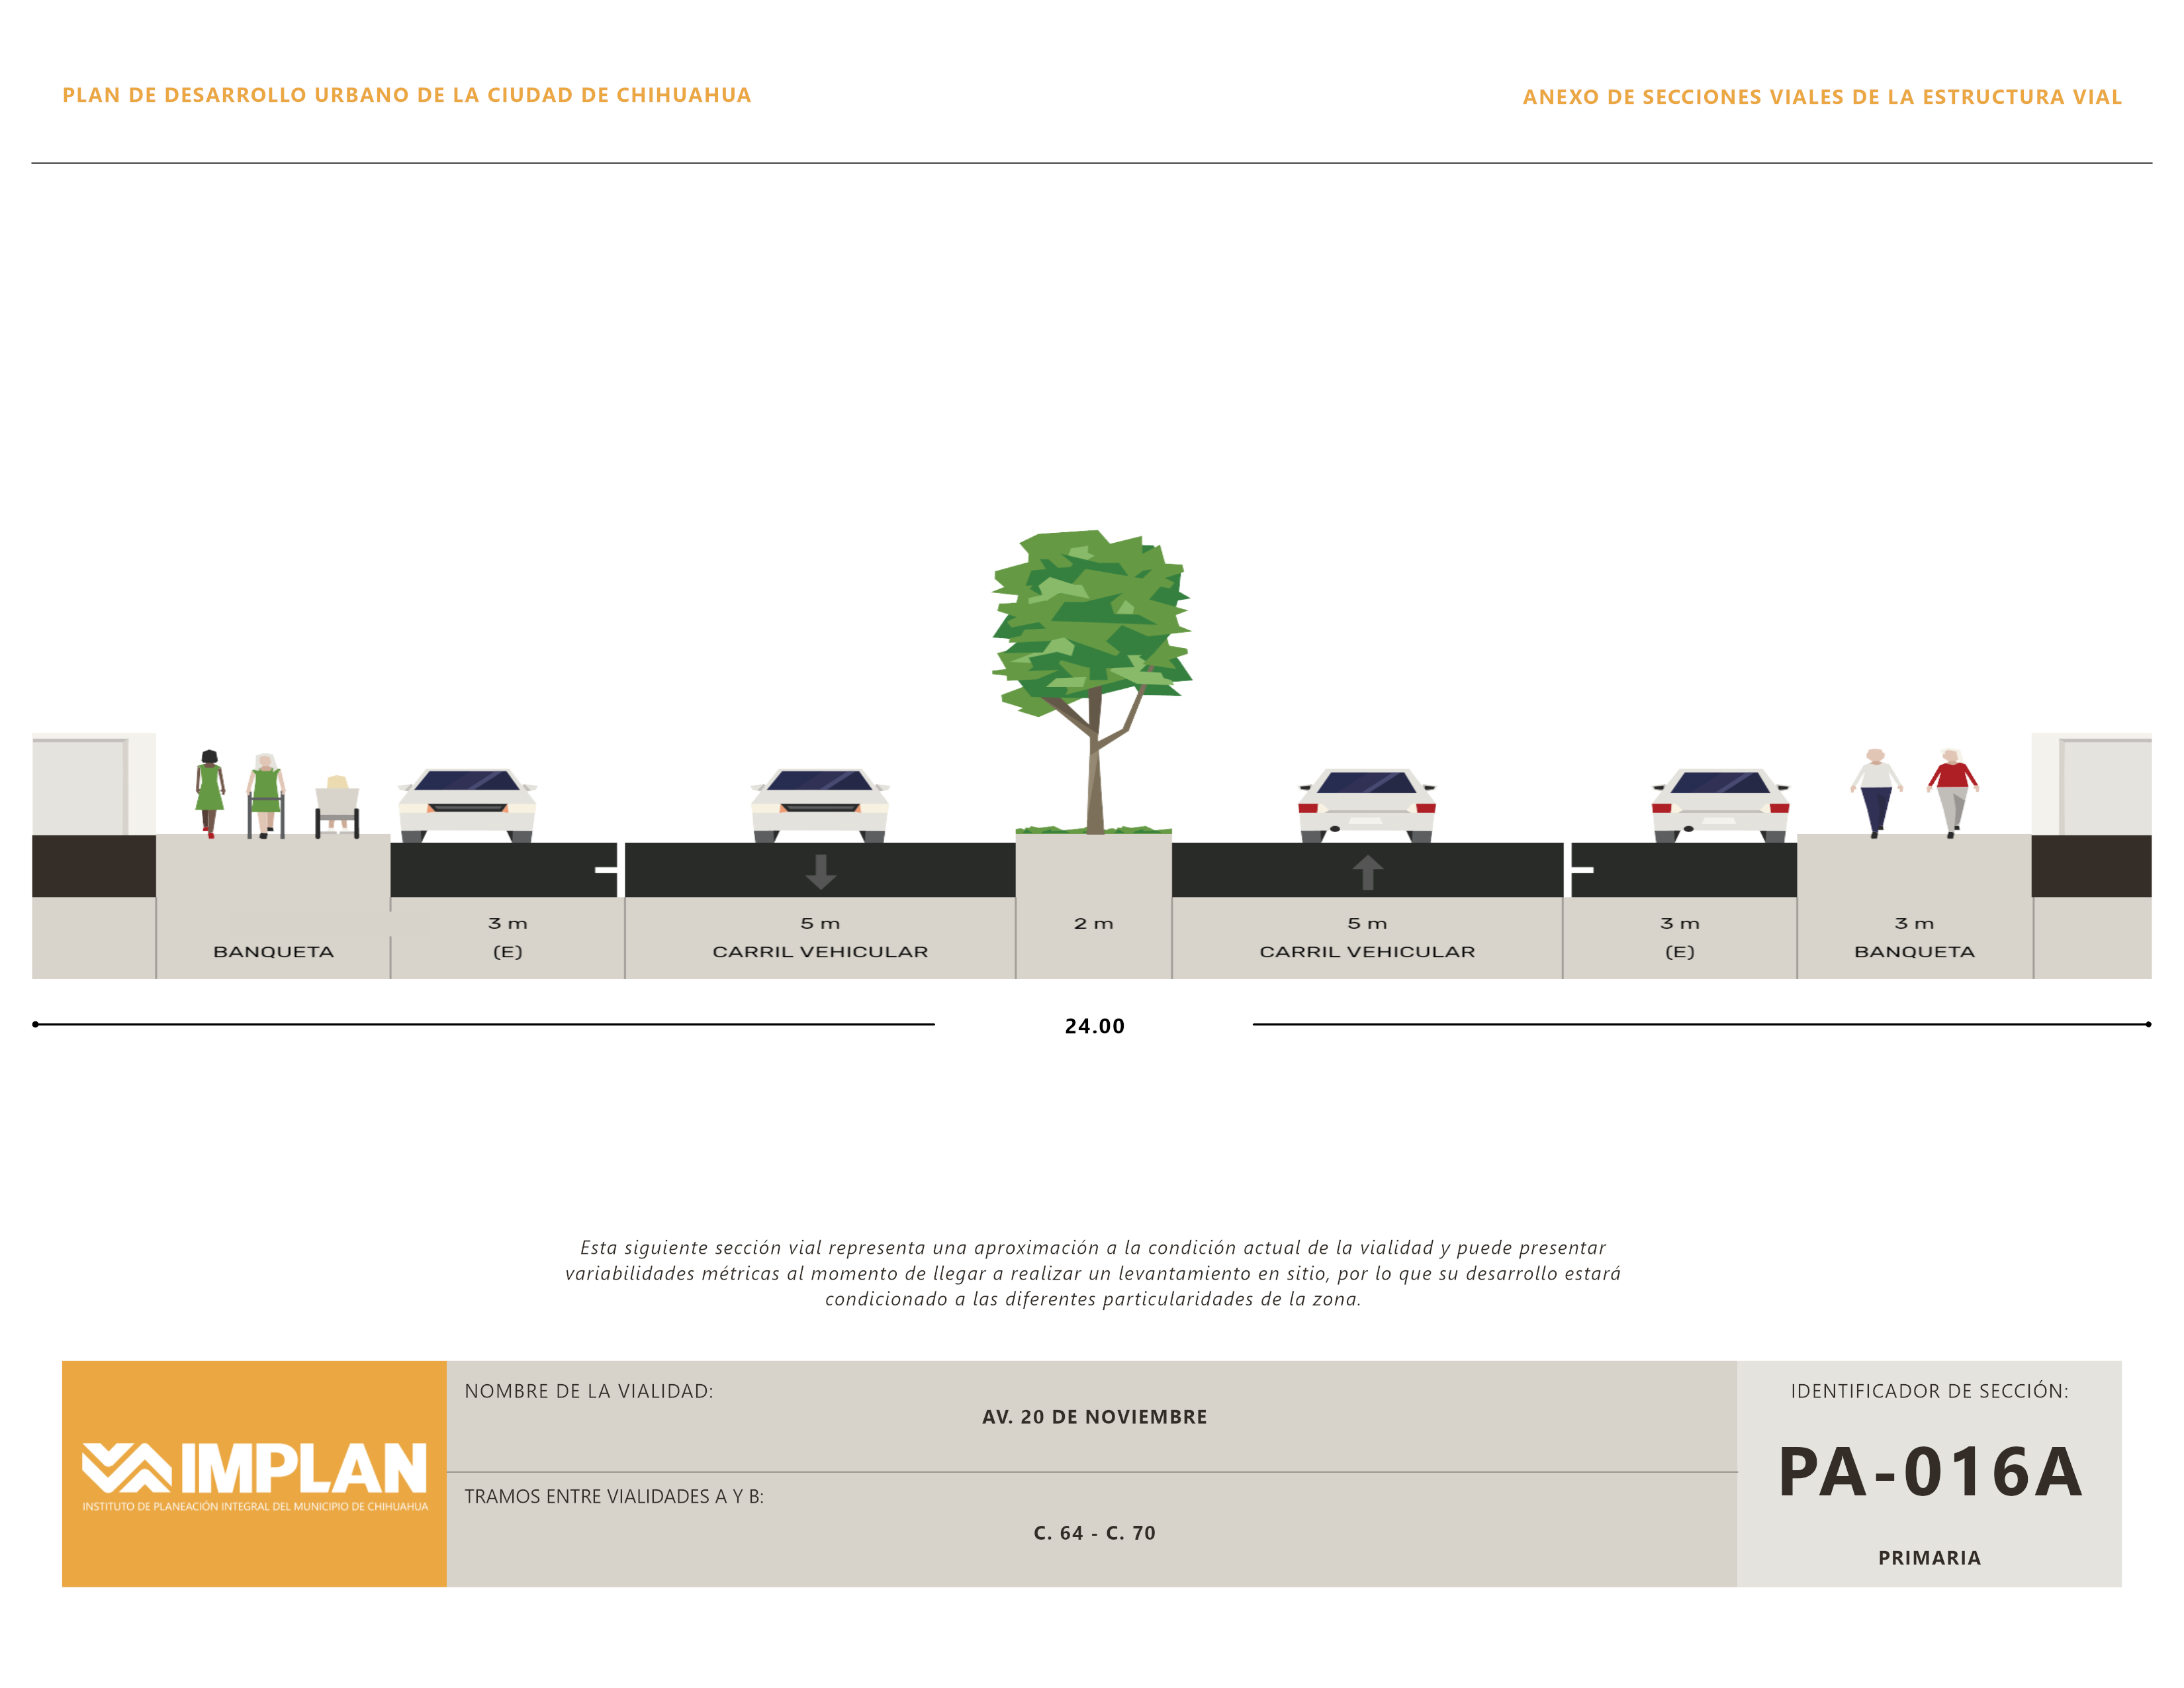 PLAN DE DESARROLLO URBANO DE LA CIUDAD DE CHIHUAHUA
ANEXO DE SECCIONES VIALES DE LA ESTRUCTURA VIAL
3 m
5 m
2 m
5 m
3 m
3 m
BANQUETA
(E)
CARRIL VEHICULAR
CARRIL VEHICULAR
(E)
BANQUETA
24.00
Esta siguiente sección vial representa una aproximación a la condición actual de la vialidad y puede presentar
variabilidades métricas al momento de llegar a realizar un levantamiento en sitio, por lo que su desarrollo estará
condicionado a las diferentes particularidades de la zona.
IMPLAN
INSTITUTO DE PLANEACIÓN INTEGRAL DEL MUNICIPIO DE CHIHUAHUA
NOMBRE DE LA VIALIDAD:
AV. 20 DE NOVIEMBRE
TRAMOS ENTRE VIALIDADES A Y B:
C. 64 - C. 70
IDENTIFICADOR DE SECCIÓN:
PA-016A
PRIMARIA